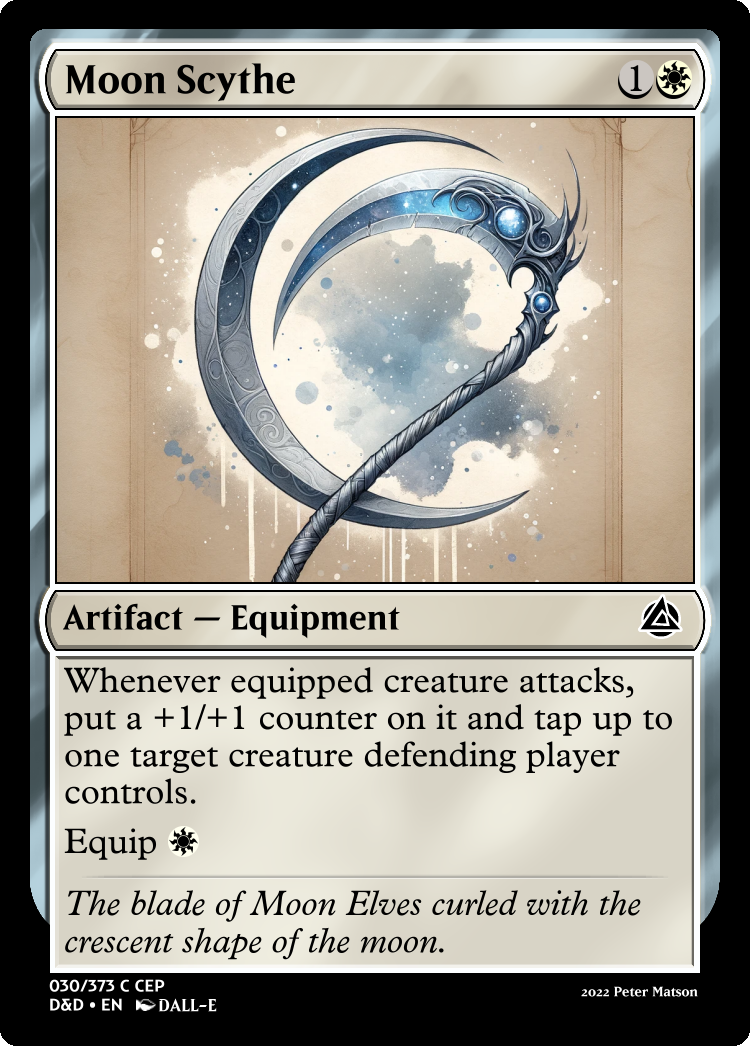 Moon Scythe 1
Artifact — Equipment
Whenever equipped creature attacks,
put a +1/+1 counter on it and tap up to
one target creature defending player
controls.
Equip
The blade of Moon Elves curled with the
crescent shape of the moon.
030/373 C CEP
D&D • EN DALL-E
2022 Peter Matson